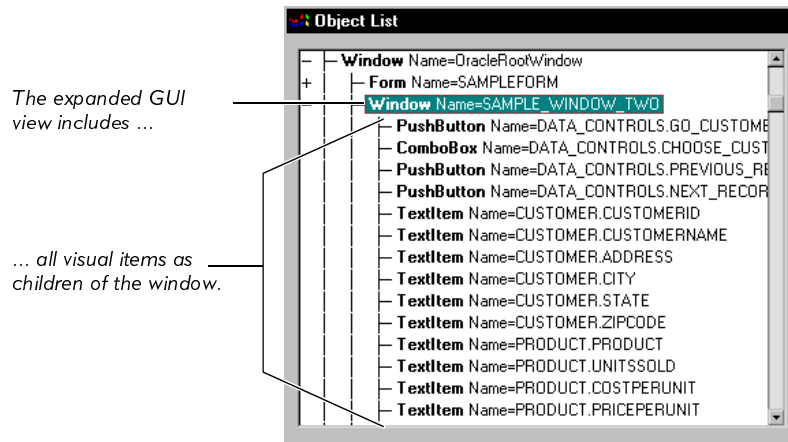 Object List
Window Name=OracleRootWindow
Form Name=SAMPLEFORM
The expanded GUI
view includes ...
Window Name=SAMPLE_WINDOW_TWO
PushButton Name=DATA_CONTROLS.GO_CUSTOME
ComboBox Name=DATA_CONTROLS.CHOOSE_CUST
PushButton Name=DATA_CONTROLS.PREVIOUS_RE
PushButton Name=DATA_CONTROLS.NEXT_RECOR
TextItem Name=CUSTOMER.CUSTOMERID
TextItem Name=CUSTOMER.CUSTOMERNAME
... all visual items as
children of the window.
TextItem Name=CUSTOMER.ADDRESS
TextItem Name=CUSTOMER.CITY
TextItem Name=CUSTOMER.STATE
TextItem Name=CUSTOMER.ZIPCODE
TextItem Name=PRODUCT.PRODUCT
TextItem Name=PRODUCT.UNITSSOLD
TextItem Name=PRODUCT.COSTPERUNIT
TextItem Name=PRODUCT.PRICEPERUNIT